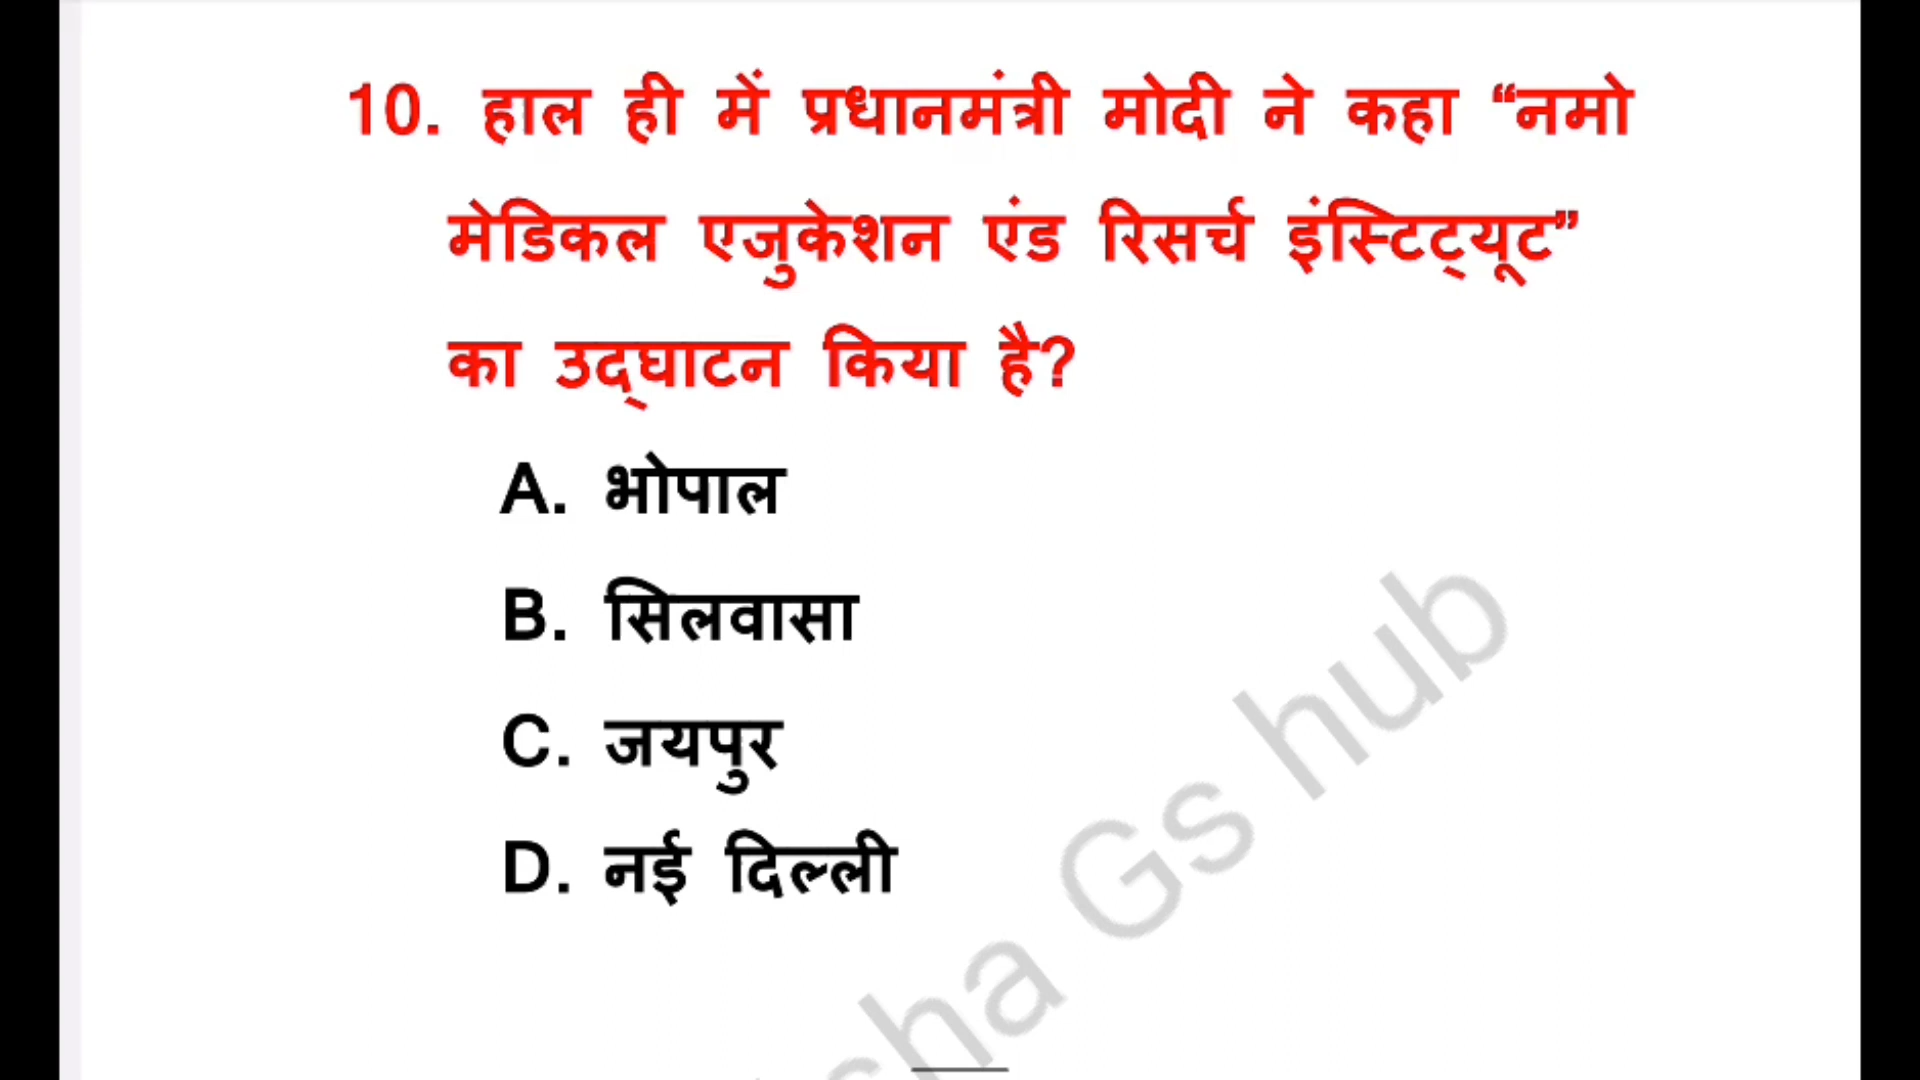 10. हाल ही में प्रधानमंत्री मोदी ने कहा “नमो
मेडिकल एजुकेशन एंड रिसर्च इंस्टिट्यूट”
का उद्घाटन किया है?
A. भोपाल
B. सिलवासा
C. जयपुर
D. नई दिल्ली
Gs hub